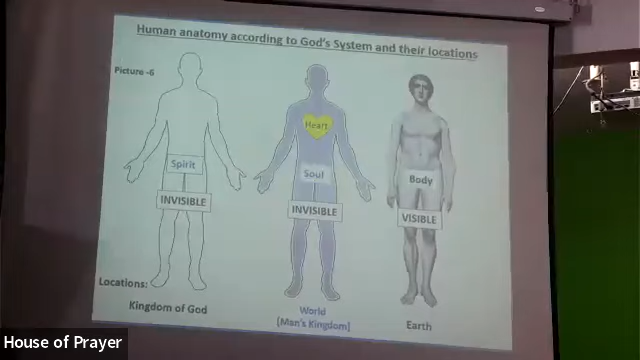 Human anatomy according to God's System and their locations
Picture -6
Heart
Spirit
Soul
Body
INVISIBLE
INVISIBLE
VISIBLE
Locations:
Kingdom of God
World
[Man's Kingdom]
Earth
House of Prayer